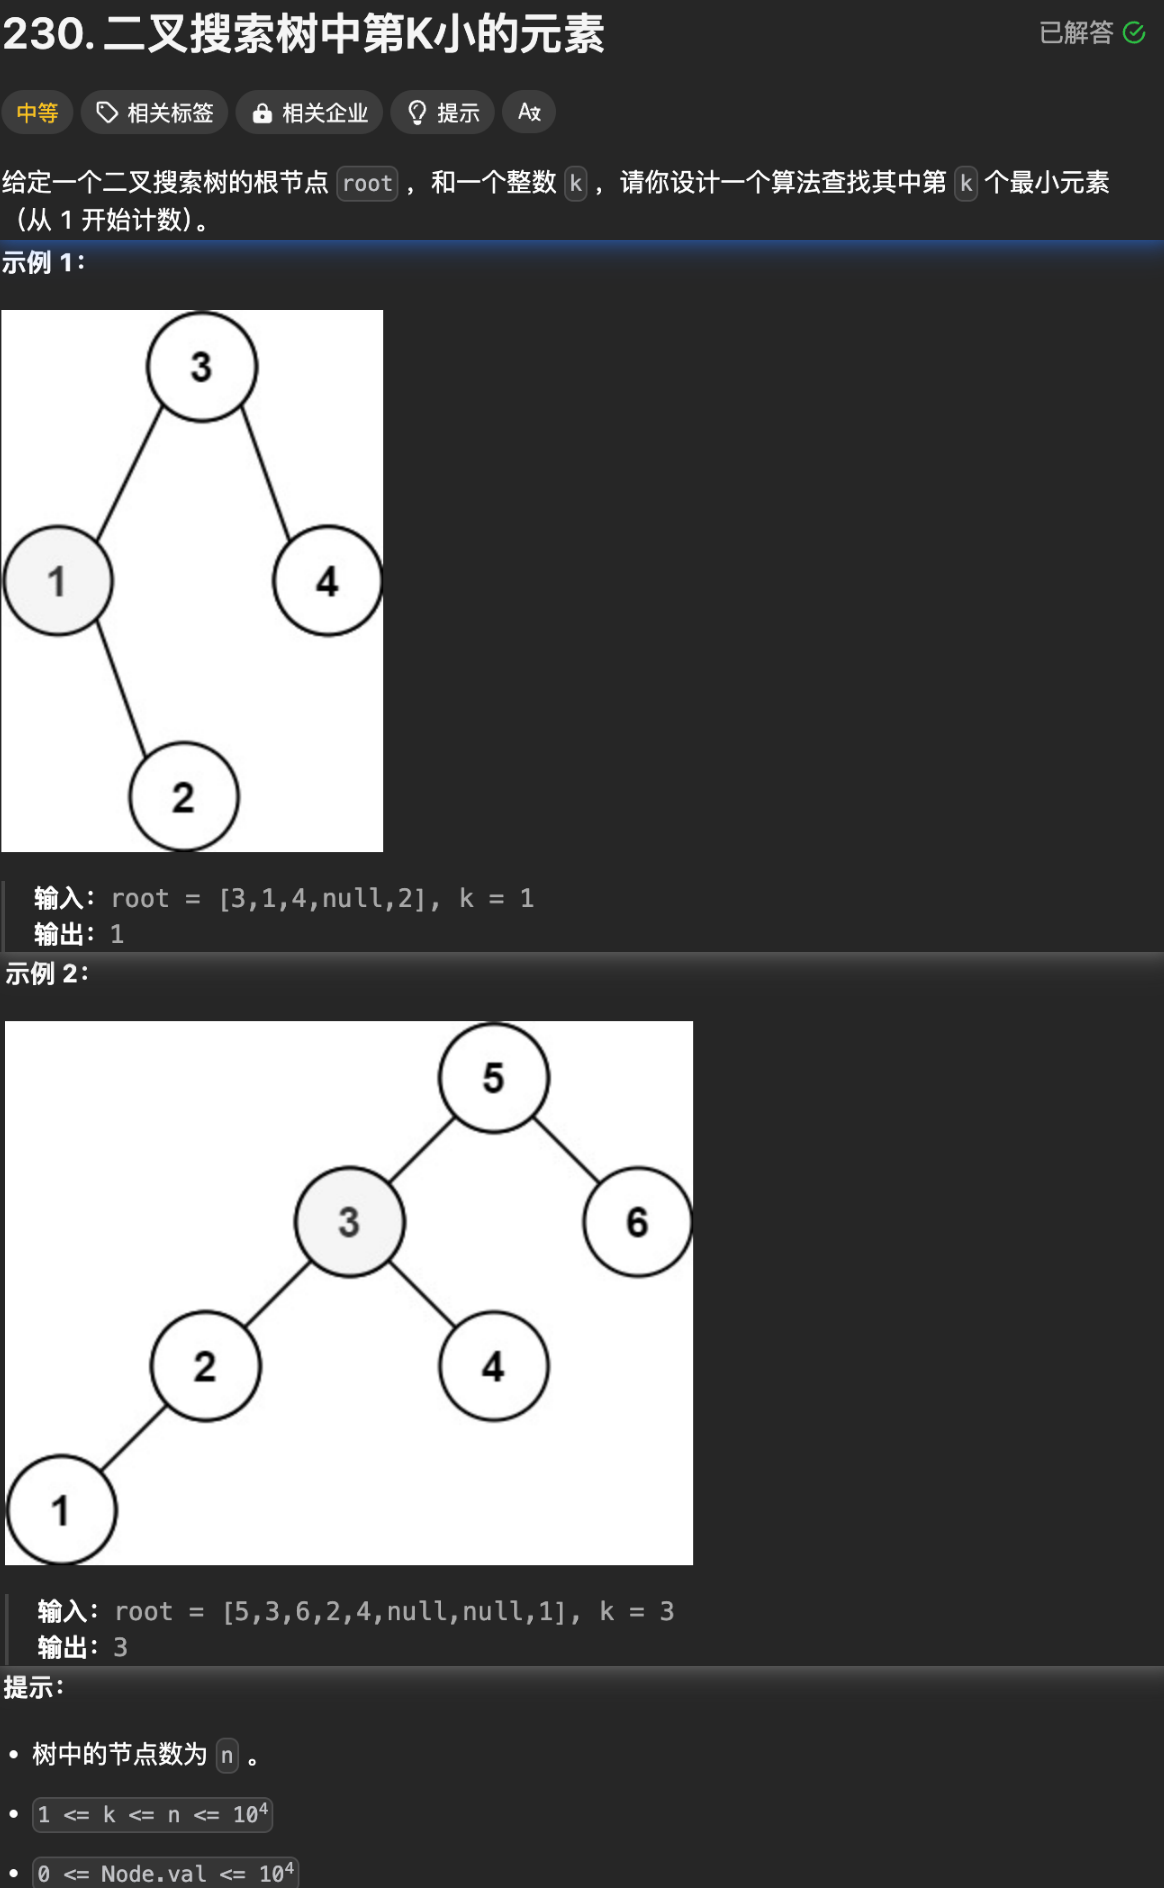 230. 二叉搜索树中第K小的元素
已解答
中等
相关标签
相关企业
提示
给定一个二叉搜索树的根节点 root ，和一个整数 k ，请你设计一个算法查找其中第 k 个最小元素
（从 1 开始计数）。
示例 1：
3
1
4
2
输入：root = [3,1,4,null,2], k = 1
输出：1
示例 2：
5
3
6
2
4
1
输入：root = [5,3,6,2,4,null,null,1], k = 3
输出：3
提示：
• 树中的节点数为 n 。
• 1 <= k <= n <= 10⁴
• 0 <= Node.val <= 10⁴